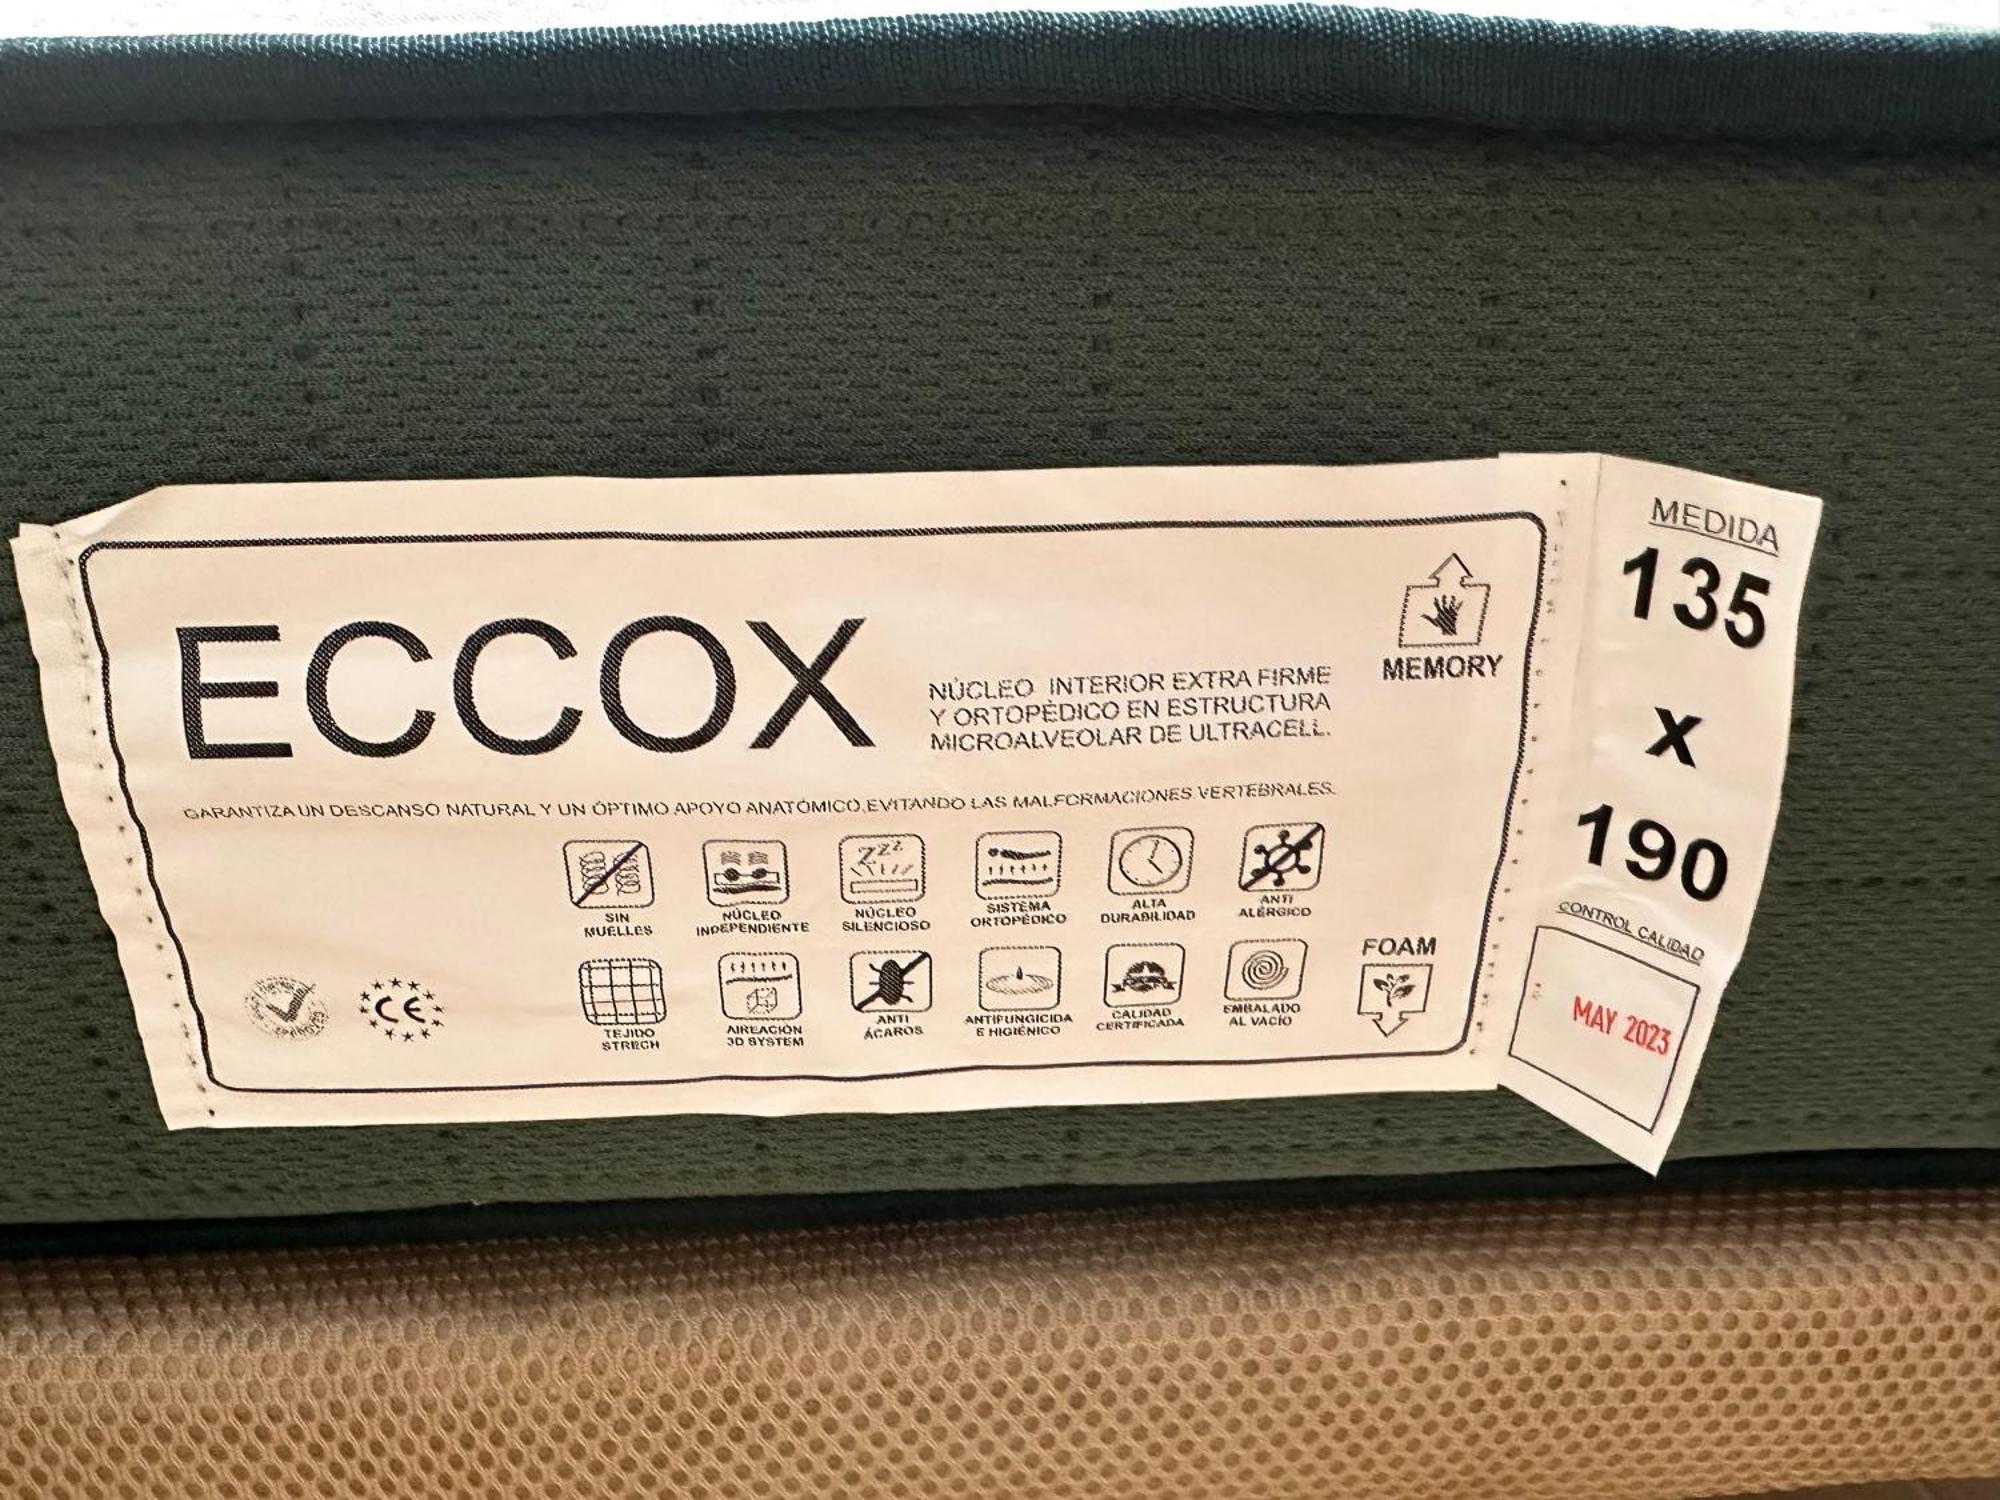 ECCOX
NÚCLEO INTERIOR EXTRA FIRME
Y ORTOPÉDICO EN ESTRUCTURA
MICROALVEOLAR DE ULTRACELL.
MEMORY
GARANTIZA UN DESCANSO NATURAL Y UN ÓPTIMO APOYO ANATÓMICO, EVITANDO LAS MALFORMACIONES VERTEBRALES.
SIN
MUELLES
NÚCLEO
INDEPENDIENTE
ZZZ
NÚCLEO
SILENCIOSO
SISTEMA
ORTOPÉDICO
ALTA
DURABILIDAD
ANTI
ALÉRGICO
CE
TEJIDO
STRECH
AIREACIÓN
3D SYSTEM
ANTI
ÁCAROS
ANTIFUNGICIDA
E HIGIÉNICO
CALIDAD
CERTIFICADA
EMBALADO
AL VACÍO
FOAM
MEDIDA
135
x
190
CONTROL CALIDAD
MAY 2023